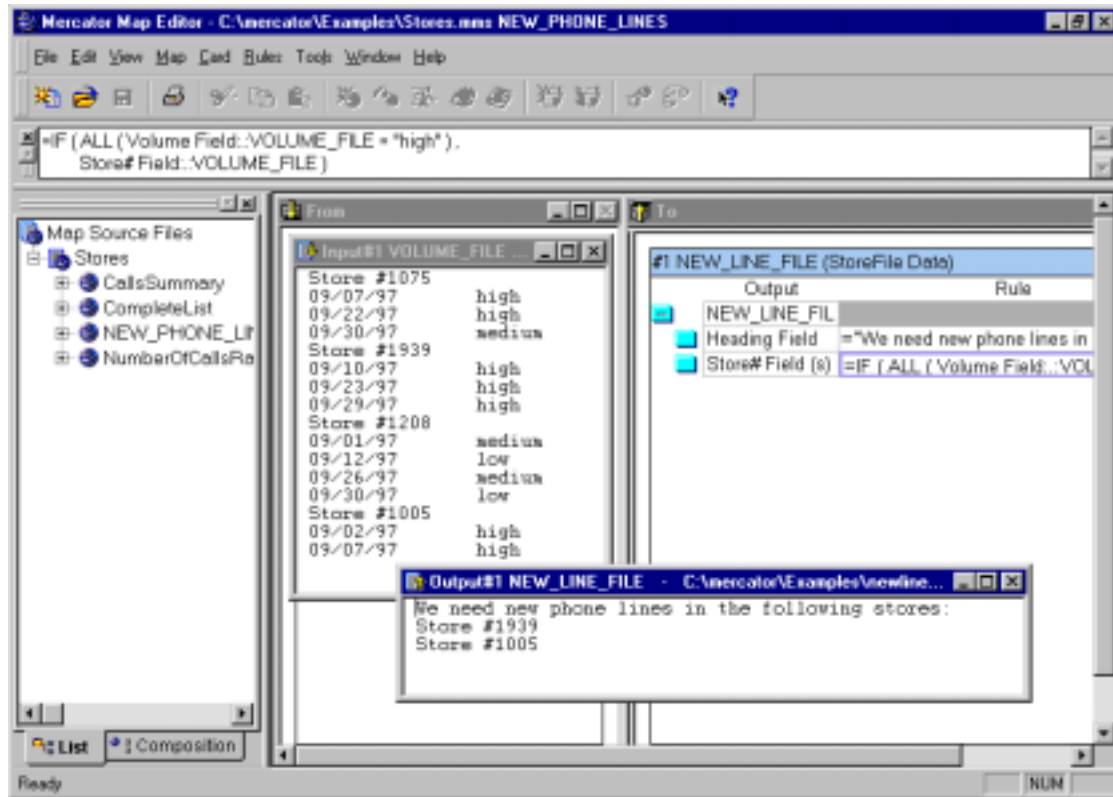 Mercator Map Editor - C:\mercator\Examples\Stores.mms NEW_PHONE_LINES
File Edit View Map Card Rules Tools Window Help
=IF ( ALL ( Volume Field:.:VOLUME_FILE = "high" ) ,
Store# Field:.:VOLUME_FILE )
Map Source Files
Stores
CallsSummary
CompleteList
NEW_PHONE_LI
NumberOfCallsRa
List
Composition
From
Input#1 VOLUME_FILE ...
Store #1075
09/07/97 high
09/22/97 high
09/30/97 medium
Store #1939
09/10/97 high
09/23/97 high
09/29/97 high
Store #1208
09/01/97 medium
09/12/97 low
09/26/97 medium
09/30/97 low
Store #1005
09/02/97 high
09/07/97 high
To
#1 NEW_LINE_FILE (StoreFile Data)
Output Rule
NEW_LINE_FIL
Heading Field ="We need new phone lines in
Store# Field (s) =IF ( ALL ( Volume Field:.:VOL
Output#1 NEW_LINE_FILE - C:\mercator\Examples\newline...
We need new phone lines in the following stores:
Store #1939
Store #1005
Ready
NUM